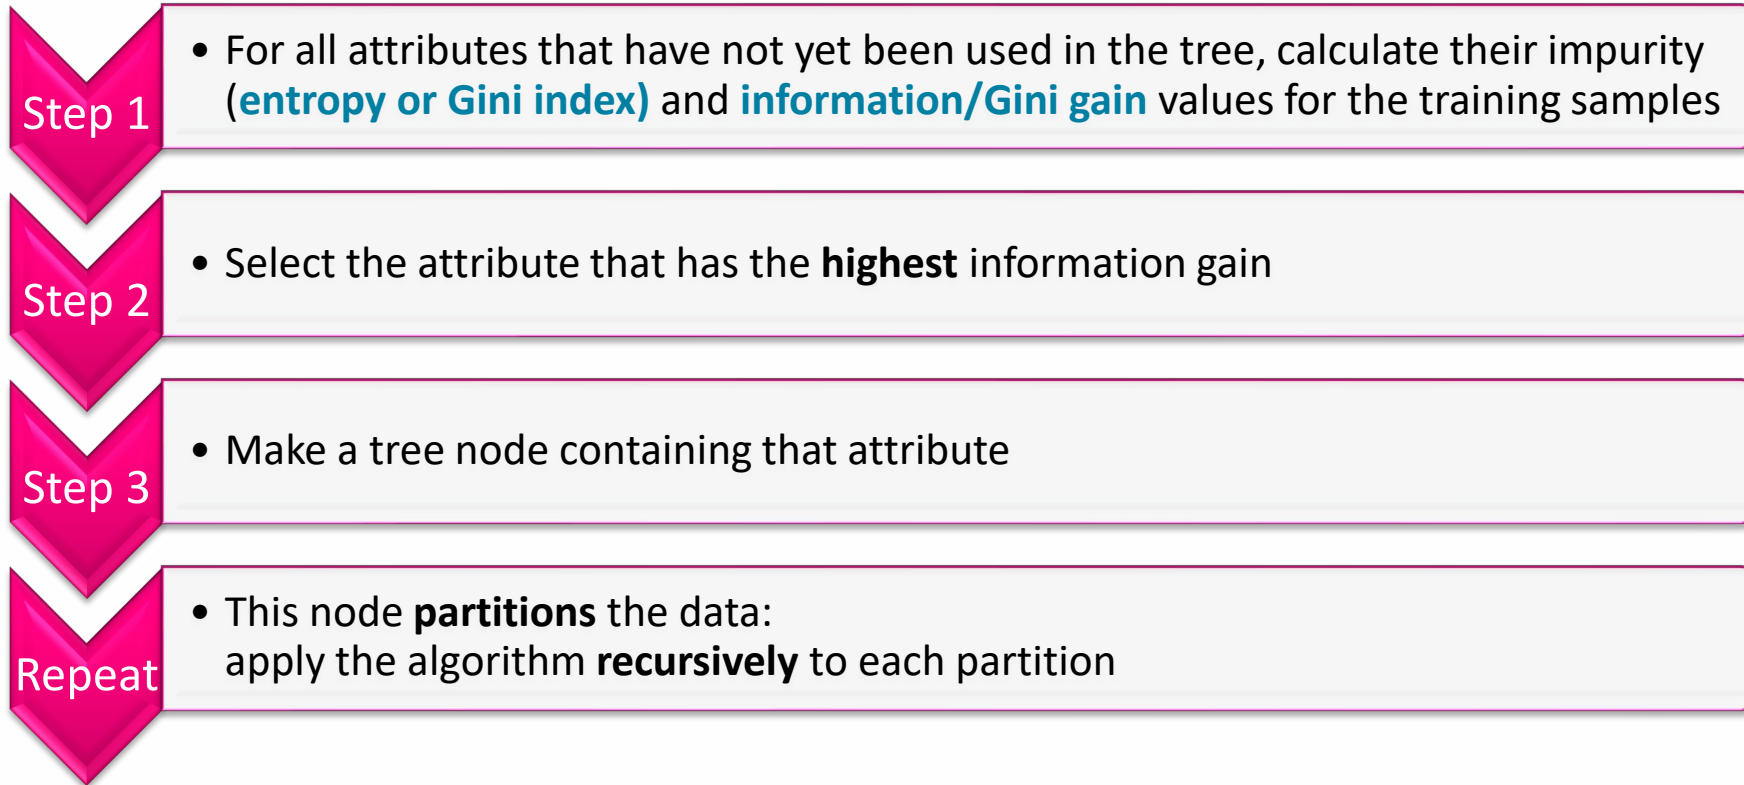 Step 1
• For all attributes that have not yet been used in the tree, calculate their impurity
(entropy or Gini index) and information/Gini gain values for the training samples
Step 2
• Select the attribute that has the highest information gain
Step 3
• Make a tree node containing that attribute
Repeat
• This node partitions the data:
apply the algorithm recursively to each partition